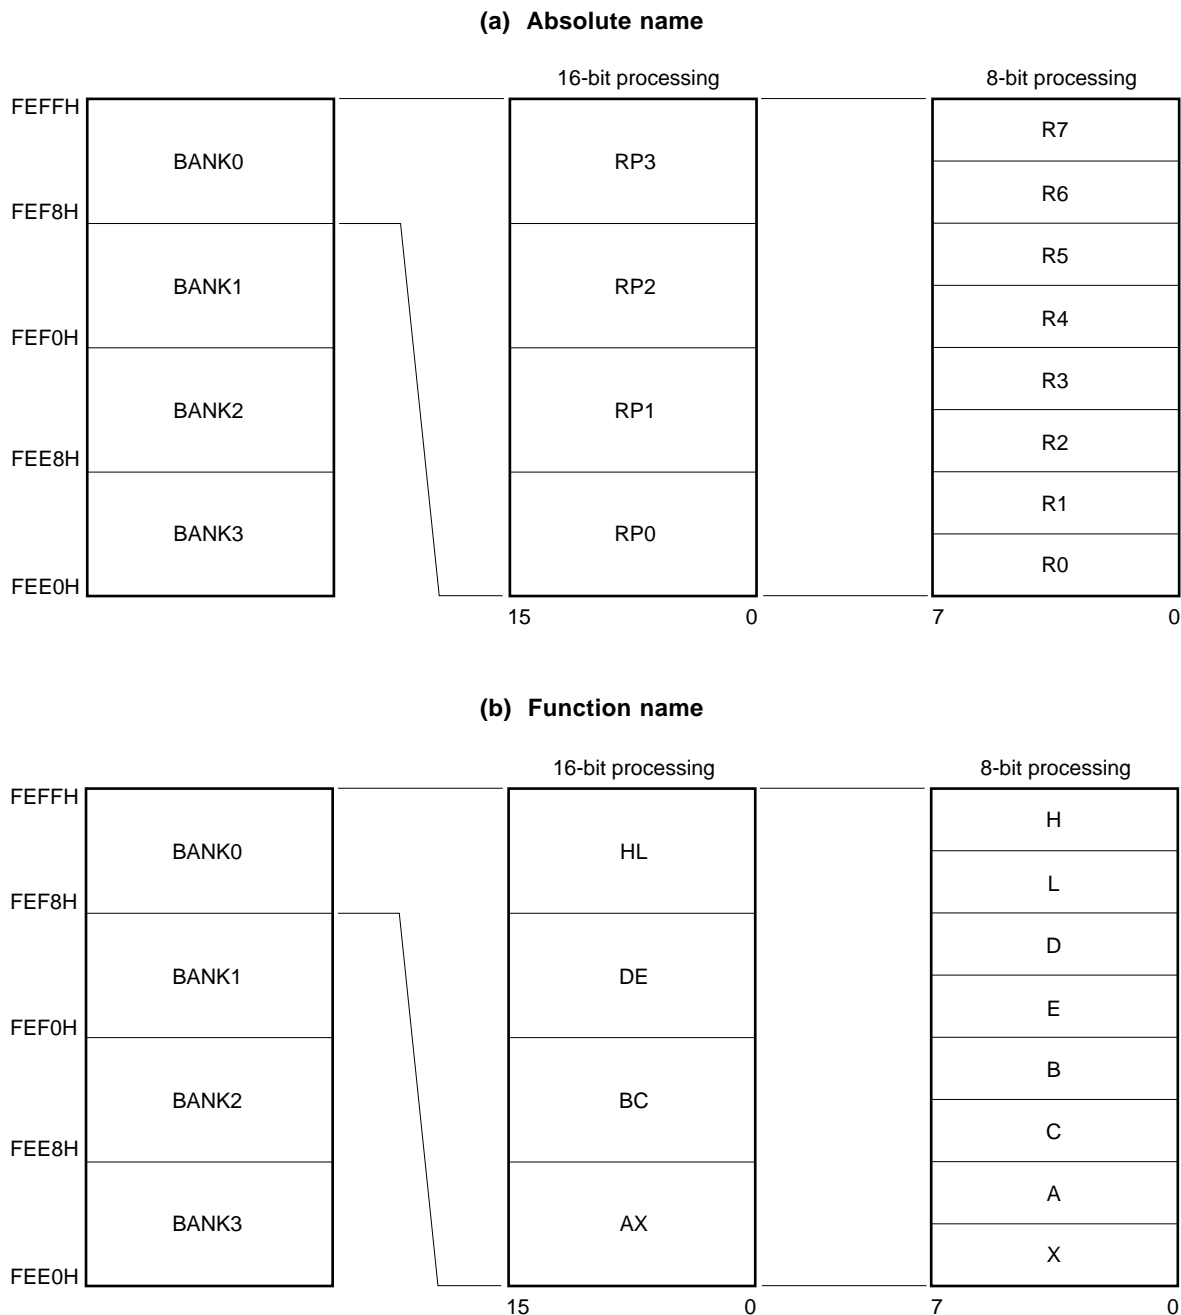 (a) Absolute name
16-bit processing
8-bit processing
FEFFH
BANK0
RP3
R7
R6
FEF8H
BANK1
RP2
R5
R4
FEF0H
BANK2
RP1
R3
R2
FEE8H
BANK3
RP0
R1
R0
FEE0H
15
0
7
0
(b) Function name
16-bit processing
8-bit processing
FEFFH
BANK0
HL
H
L
FEF8H
BANK1
DE
D
E
FEF0H
BANK2
BC
B
C
FEE8H
BANK3
AX
A
X
FEE0H
15
0
7
0